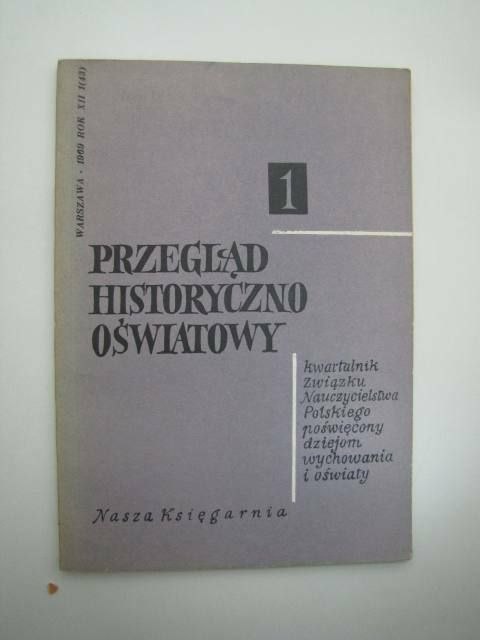 WARSZAWA · 1969 ROK XII 1(43)
1
PRZEGLĄD
HISTORYCZNO
OŚWIATOWY
kwartalnik
Związku
Nauczycielstwa
Polskiego
poświęcony
dziejom
wychowania
i oświaty
Nasza Księgarnia